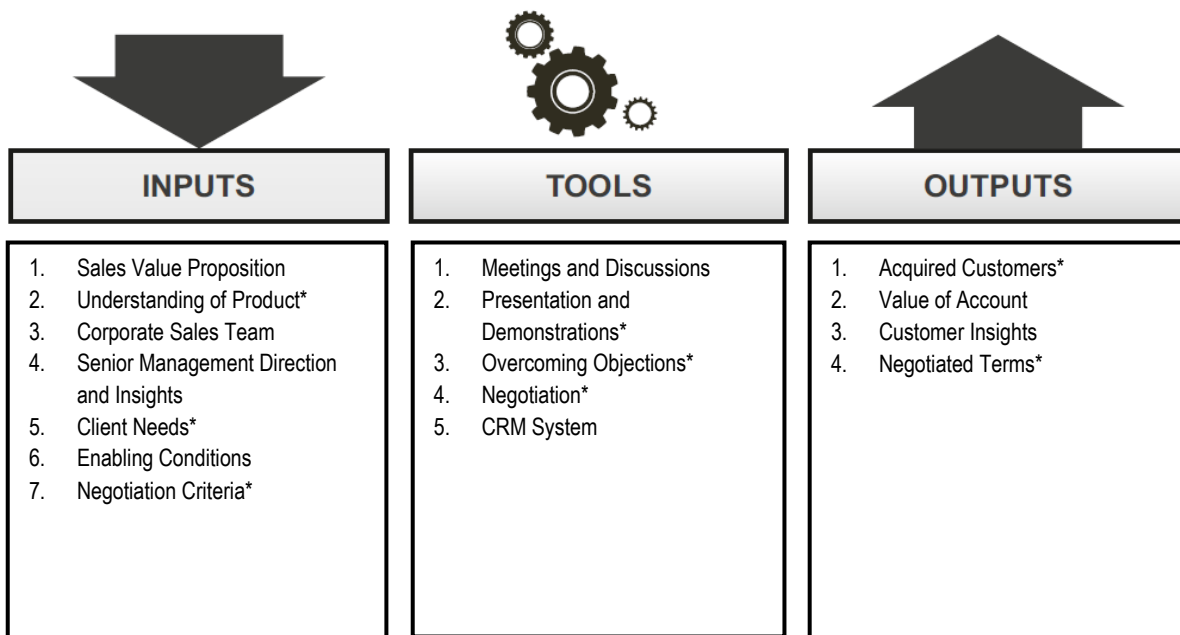 INPUTS
1. Sales Value Proposition
2. Understanding of Product*
3. Corporate Sales Team
4. Senior Management Direction
and Insights
5. Client Needs*
6. Enabling Conditions
7. Negotiation Criteria*
TOOLS
1. Meetings and Discussions
2. Presentation and
Demonstrations*
3. Overcoming Objections*
4. Negotiation*
5. CRM System
OUTPUTS
1. Acquired Customers*
2. Value of Account
3. Customer Insights
4. Negotiated Terms*